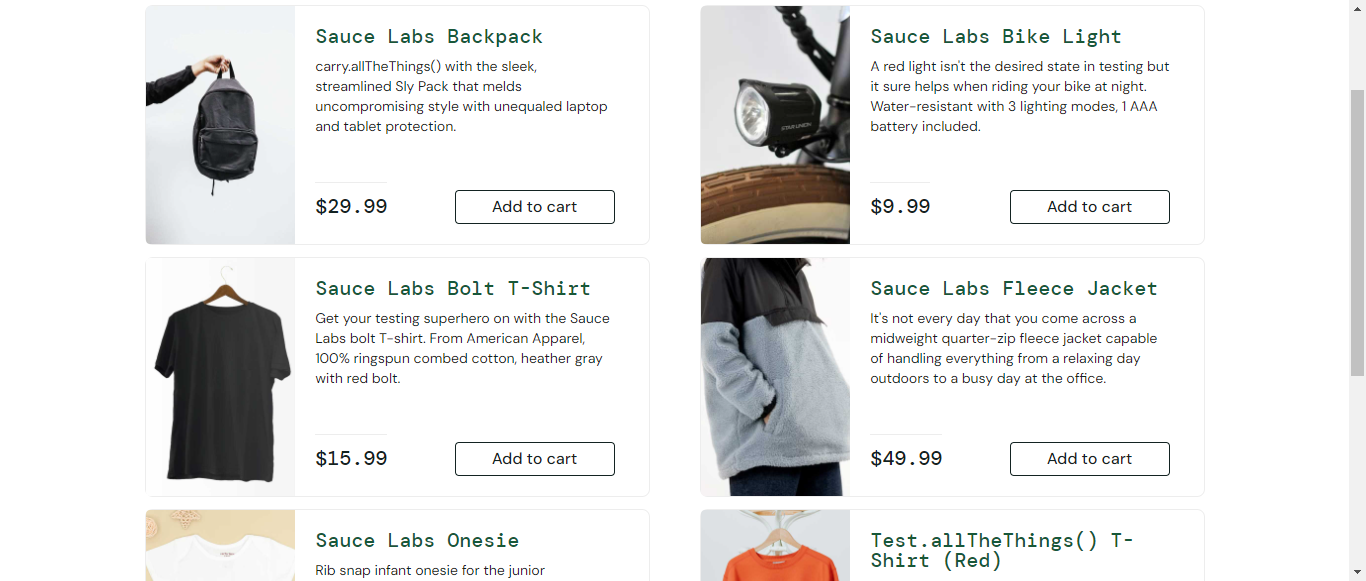 Sauce Labs Backpack
carry.allTheThings() with the sleek,
streamlined Sly Pack that melds
uncompromising style with unequaled laptop
and tablet protection.
$29.99
Add to cart
Sauce Labs Bike Light
A red light isn't the desired state in testing but
it sure helps when riding your bike at night.
Water-resistant with 3 lighting modes, 1 AAA
battery included.
STAR UNION
$9.99
Add to cart
Sauce Labs Bolt T-Shirt
Get your testing superhero on with the Sauce
Labs bolt T-shirt. From American Apparel,
100% ringspun combed cotton, heather gray
with red bolt.
$15.99
Add to cart
Sauce Labs Fleece Jacket
It's not every day that you come across a
midweight quarter-zip fleece jacket capable
of handling everything from a relaxing day
outdoors to a busy day at the office.
$49.99
Add to cart
Sauce Labs Onesie
Rib snap infant onesie for the junior
Test.allTheThings() T-
Shirt (Red)